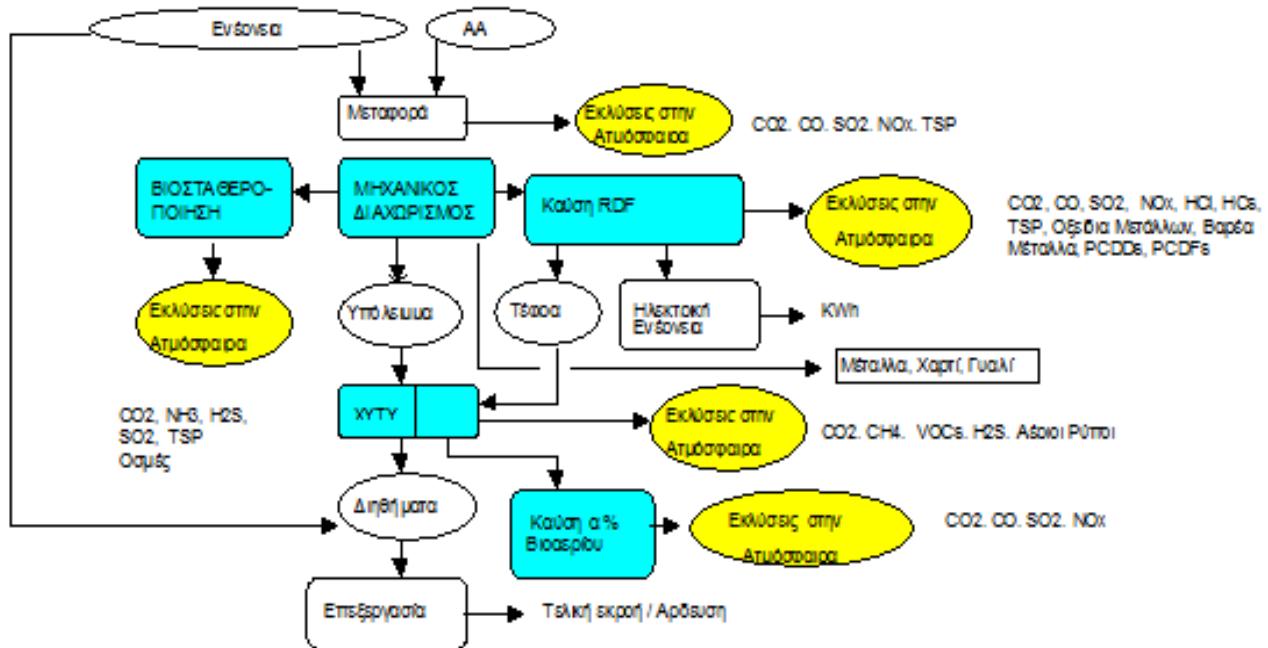 Ενέργεια
ΑΑ
Μεταφορά
Εκλύσεις στην
Ατμόσφαιρα
CO2. CO. SO2. NOx. TSP
ΒΙΟΣΤΑΘΕΡΟ-
ΠΟΙΗΣΗ
ΜΗΧΑΝΙΚΟΣ
ΔΙΑΧΩΡΙΣΜΟΣ
Καύση RDF
Εκλύσεις στην
Ατμόσφαιρα
CO2, CO, SO2, NOx, HCl, HCs,
TSP, Οξείδια Μετάλλων, Βαρέα
Μέταλλα, PCDDs, PCDFs
Εκλύσεις στην
Ατμόσφαιρα
Υπόλειμμα
Τέφρα
Ηλεκτρική
Ενέργεια
KWh
Μέταλλα, Χαρτί, Γυαλί
CO2, NH3, H2S,
SO2, TSP
Οσμές
ΧΥΤΥ
Εκλύσεις στην
Ατμόσφαιρα
CO2. CH4. VOCs. H2S. Αέριοι Ρύποι
Διηθήματα
Καύση α%
Βιοαερίου
Εκλύσεις στην
Ατμόσφαιρα
CO2. CO. SO2. NOx
Επεξεργασία
Τελική εκροή / Αρδευση